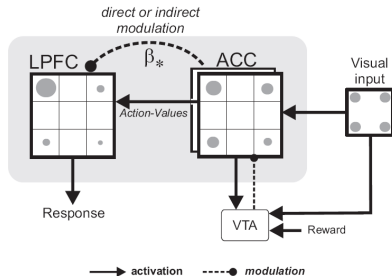 direct or indirect
modulation
LPFC
β*
ACC
Visual
input
Action-Values
Response
VTA
Reward
activation
modulation